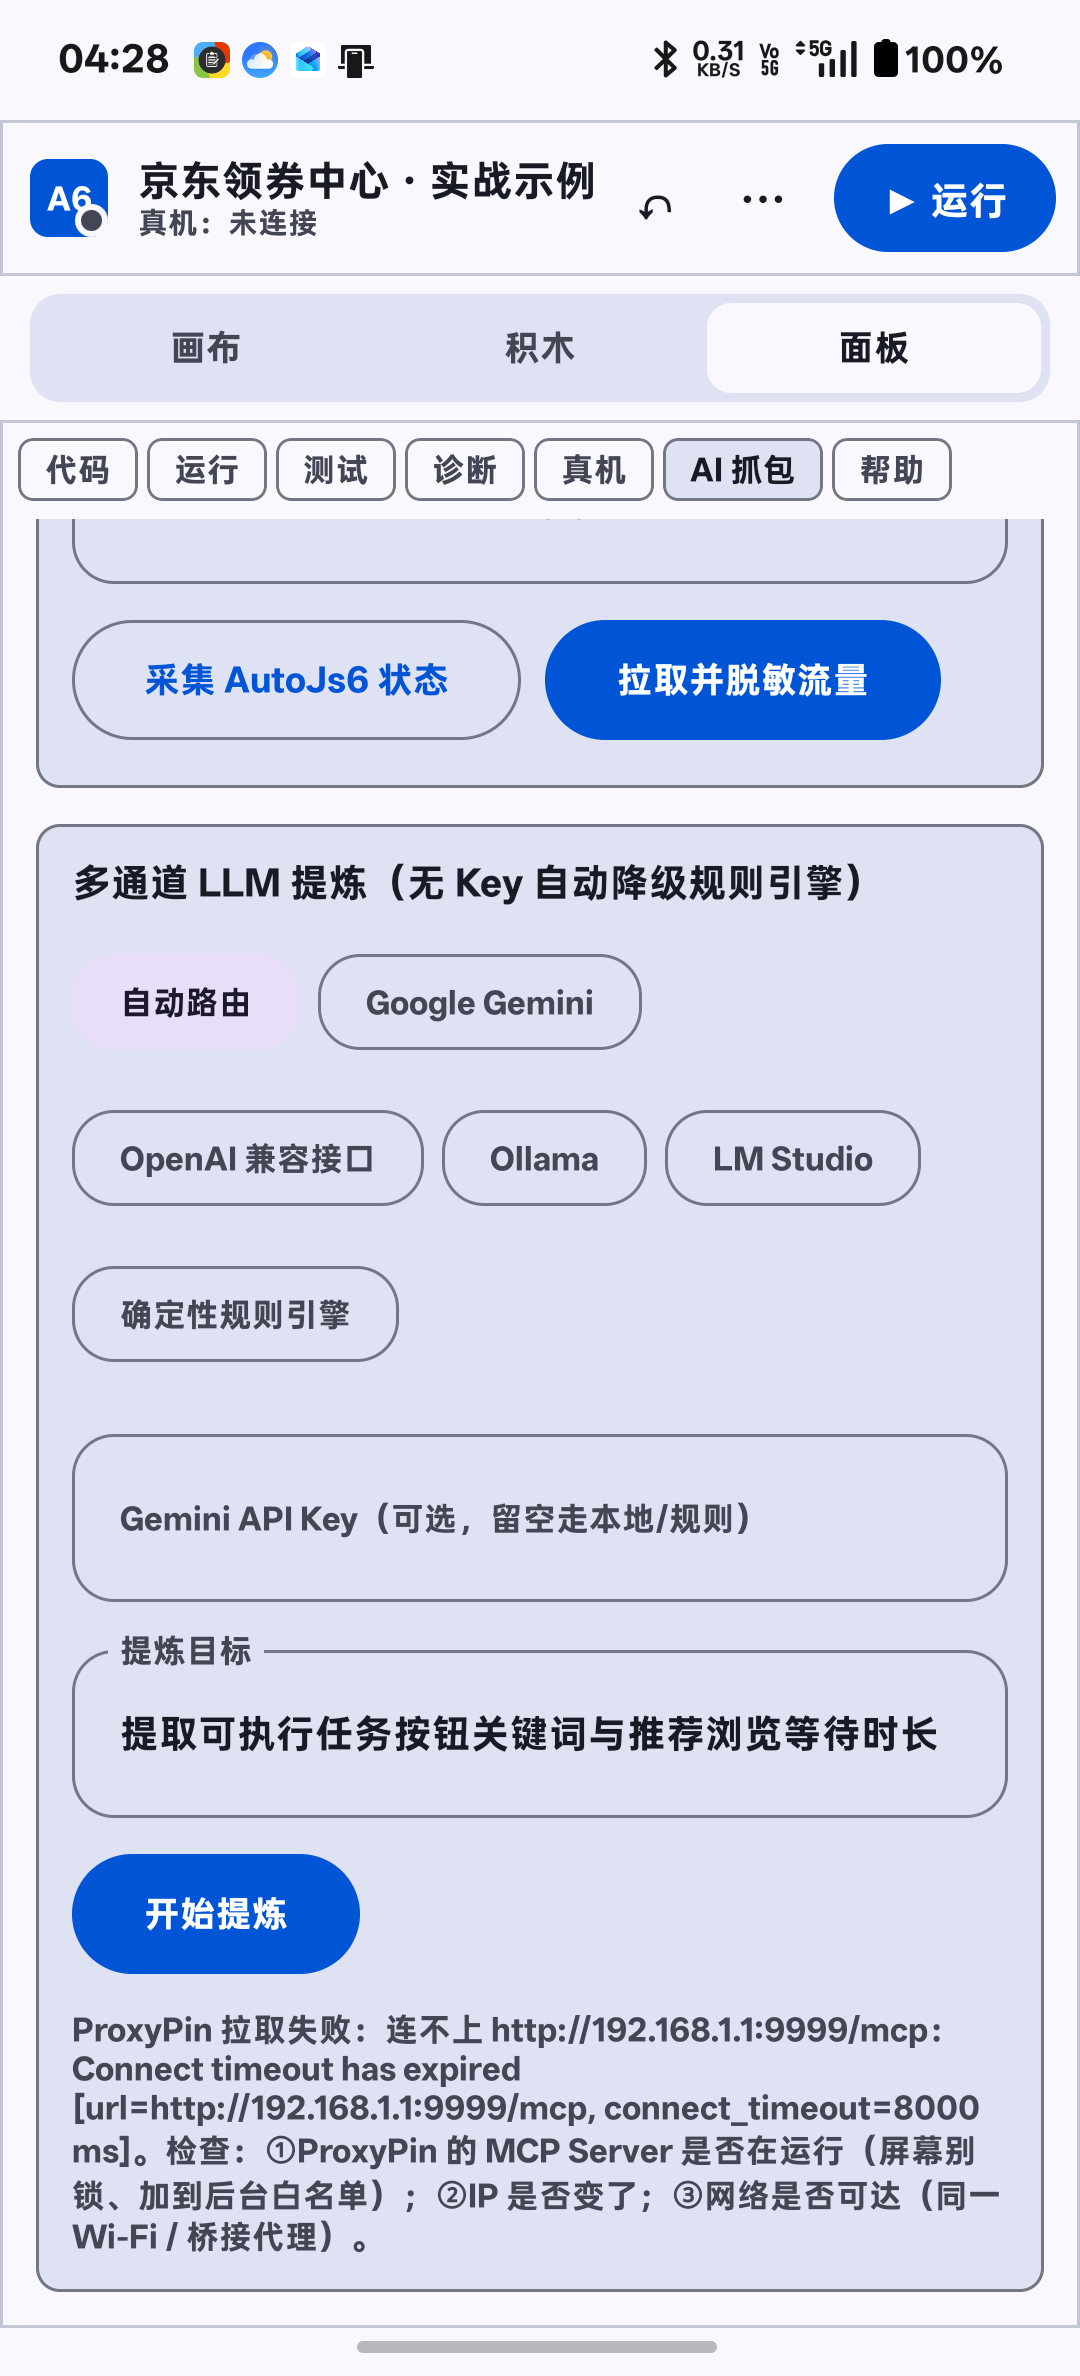 04:28
0.31 KB/S Vo 5G 5G 100%
A6
京东领券中心 · 实战示例
真机：未连接
••• ▶ 运行
画布 积木 面板
代码 运行 测试 诊断 真机 AI 抓包 帮助
采集 AutoJs6 状态 拉取并脱敏流量
多通道 LLM 提炼（无 Key 自动降级规则引擎）
自动路由 Google Gemini
OpenAI 兼容接口 Ollama LM Studio
确定性规则引擎
Gemini API Key（可选，留空走本地/规则）
提炼目标
提取可执行任务按钮关键词与推荐浏览等待时长
开始提炼
ProxyPin 拉取失败：连不上 http://192.168.1.1:9999/mcp：
Connect timeout has expired
[url=http://192.168.1.1:9999/mcp, connect_timeout=8000
ms]。检查：①ProxyPin 的 MCP Server 是否在运行（屏幕别
锁、加到后台白名单）；②IP 是否变了；③网络是否可达（同一
Wi-Fi / 桥接代理）。